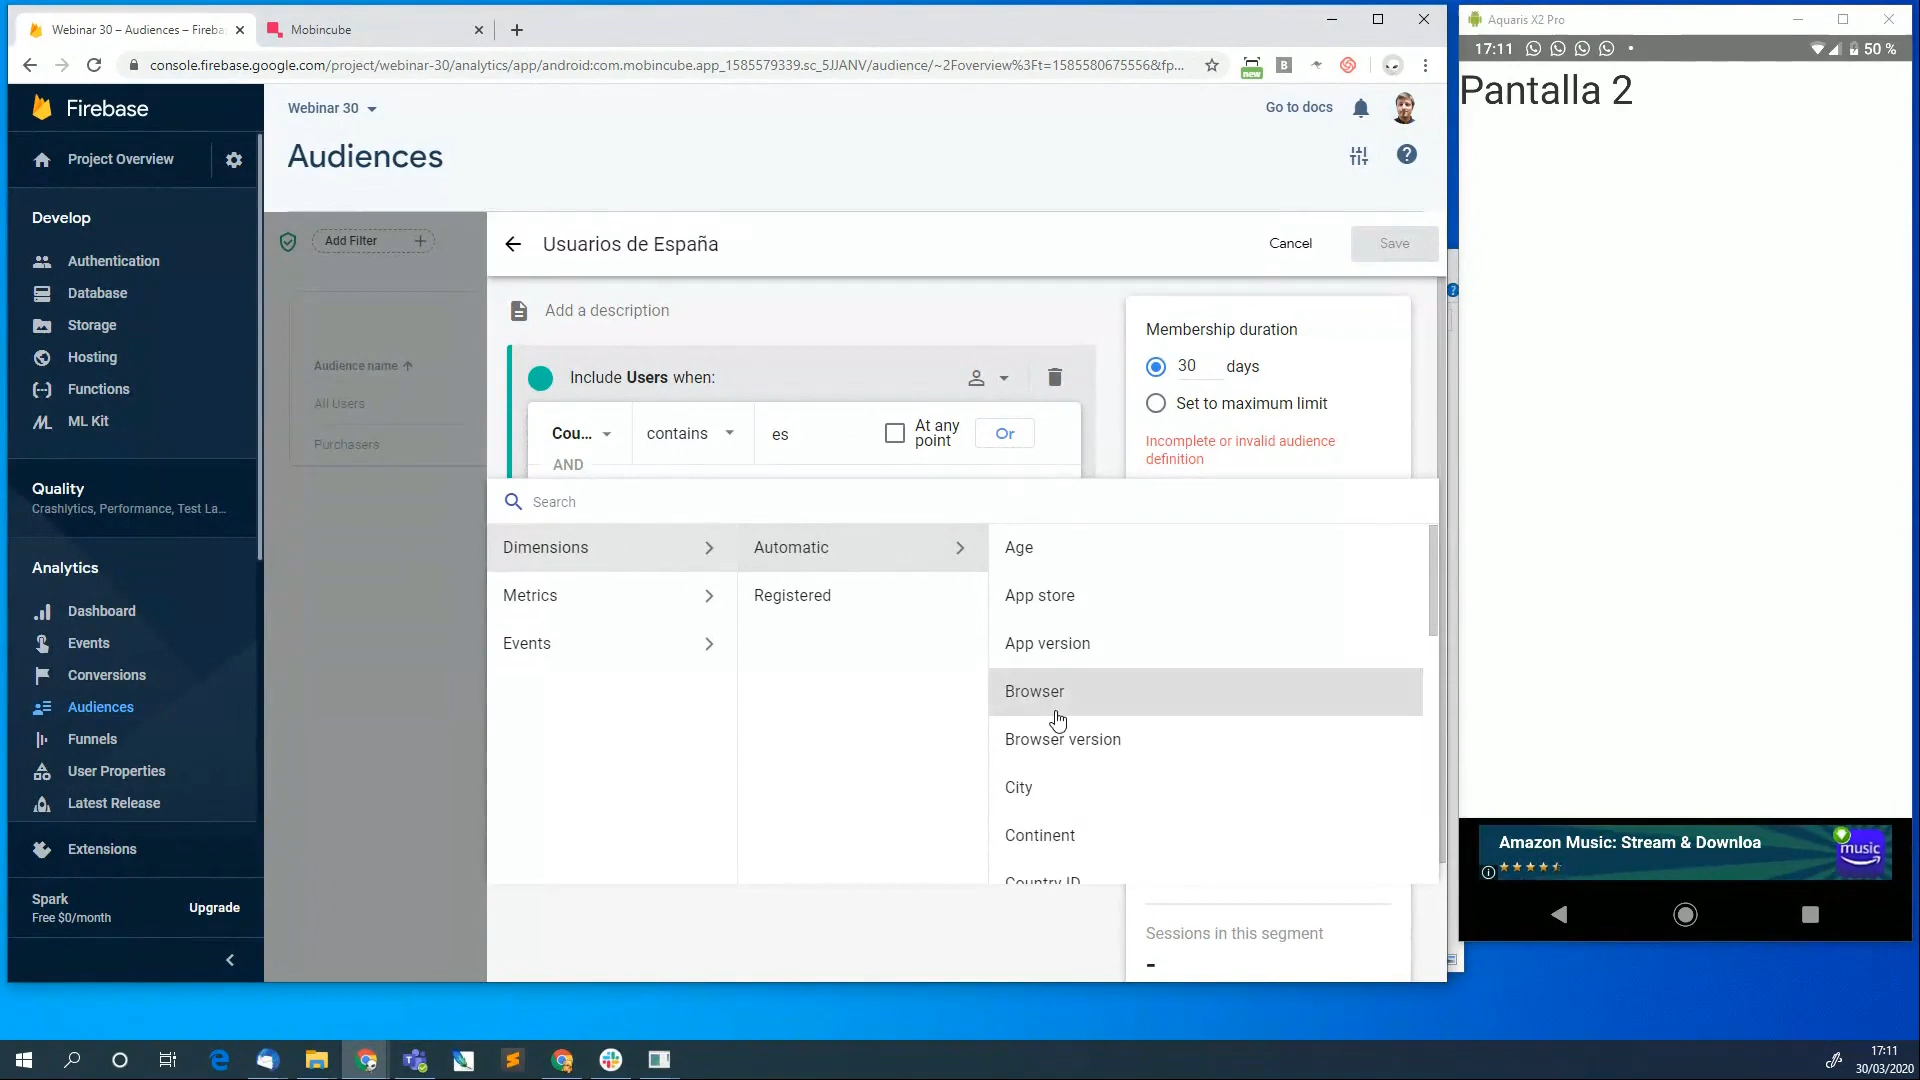 Webinar 30 – Audiences – Fireba
Mobincube
console.firebase.google.com/project/webinar-30/analytics/app/android:com.mobincube.app_1585579339.sc_5JJANV/audience/~2Foverview%3Ft=1585580675556&fp...
new
B
Firebase
Project Overview
Develop
Authentication
Database
Storage
Hosting
Functions
ML Kit
Quality
Crashlytics, Performance, Test La...
Analytics
Dashboard
Events
Conversions
Audiences
Funnels
User Properties
Latest Release
Extensions
Spark
Free $0/month
Upgrade
Webinar 30
Go to docs
Audiences
Add Filter
Audience name
All Users
Purchasers
Usuarios de España
Cancel
Save
Add a description
Include Users when:
Cou...
contains
es
At any
point
Or
AND
Membership duration
30 days
Set to maximum limit
Incomplete or invalid audience
definition
Search
Dimensions
Metrics
Events
Automatic
Registered
Age
App store
App version
Browser
Browser version
City
Continent
Country ID
Sessions in this segment
-
Aquaris X2 Pro
17:11
50 %
Pantalla 2
Amazon Music: Stream & Downloa
music
17:11
30/03/2020